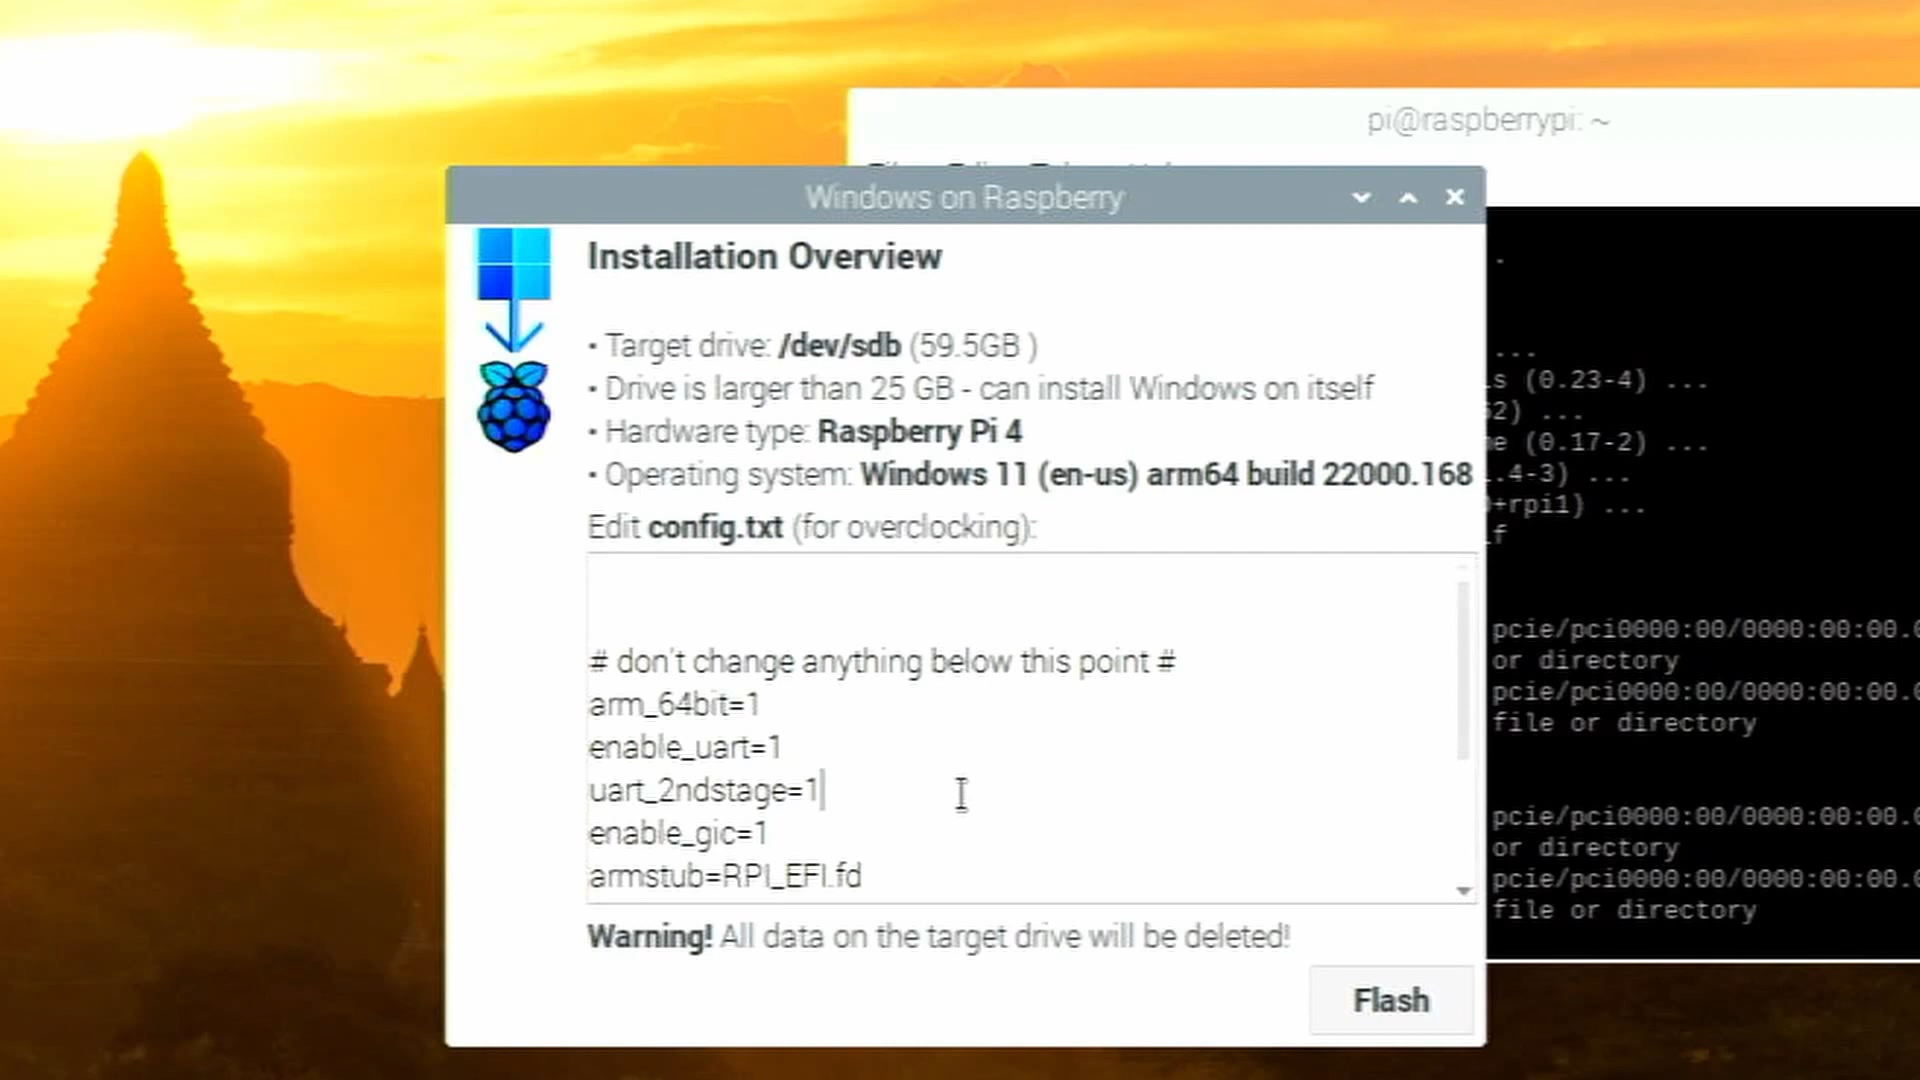 pi@raspberrypi: ~
Windows on Raspberry
Installation Overview
• Target drive: /dev/sdb (59.5GB )
• Drive is larger than 25 GB - can install Windows on itself
• Hardware type: Raspberry Pi 4
• Operating system: Windows 11 (en-us) arm64 build 22000.168
Edit config.txt (for overclocking):
# don't change anything below this point #
arm_64bit=1
enable_uart=1
uart_2ndstage=1
enable_gic=1
armstub=RPI_EFI.fd
Warning! All data on the target drive will be deleted!
Flash
.
...
s (0.23-4) ...
2) ...
e (0.17-2) ...
.4-3) ...
+rpi1) ...
f
pcie/pci0000:00/0000:00:00.
or directory
pcie/pci0000:00/0000:00:00.
file or directory
pcie/pci0000:00/0000:00:00.
or directory
pcie/pci0000:00/0000:00:00.
file or directory